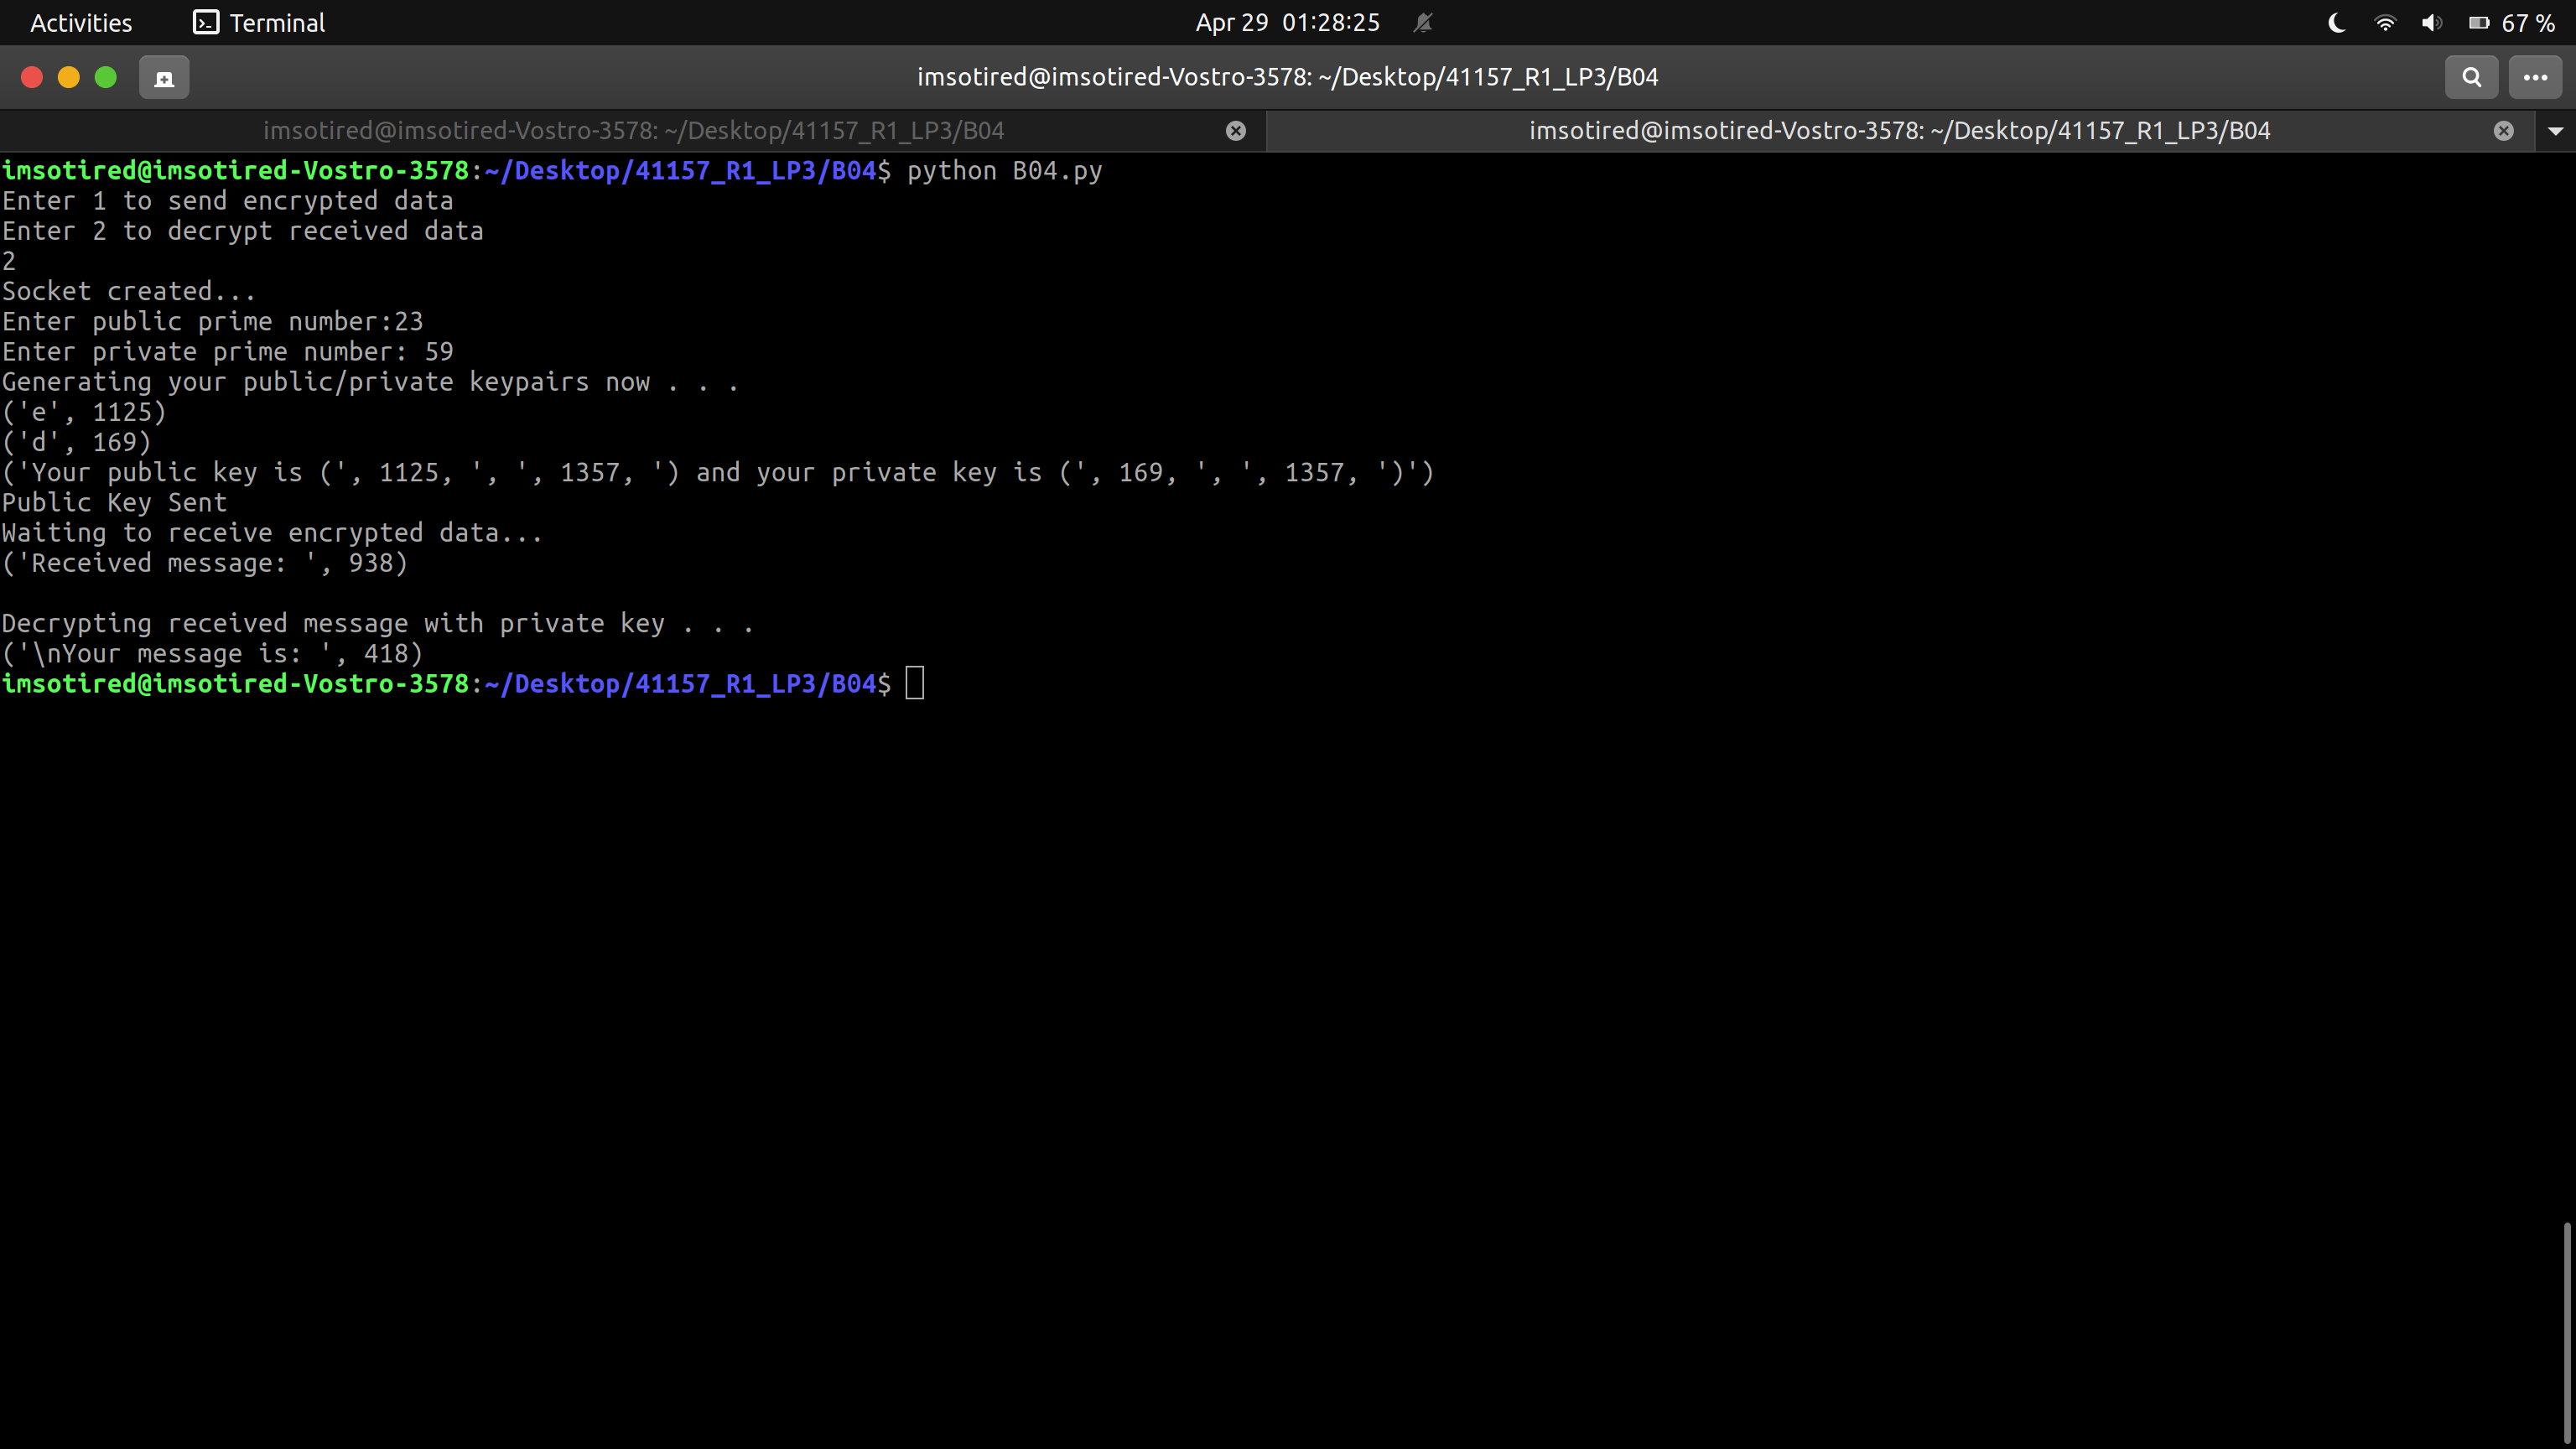 Activities Terminal Apr 29 01:28:25 67 %
imsotired@imsotired-Vostro-3578: ~/Desktop/41157_R1_LP3/B04
imsotired@imsotired-Vostro-3578: ~/Desktop/41157_R1_LP3/B04 imsotired@imsotired-Vostro-3578: ~/Desktop/41157_R1_LP3/B04
imsotired@imsotired-Vostro-3578:~/Desktop/41157_R1_LP3/B04$ python B04.py
Enter 1 to send encrypted data
Enter 2 to decrypt received data
2
Socket created...
Enter public prime number:23
Enter private prime number: 59
Generating your public/private keypairs now . . .
('e', 1125)
('d', 169)
('Your public key is (', 1125, ', ', 1357, ') and your private key is (', 169, ', ', 1357, ')')
Public Key Sent
Waiting to receive encrypted data...
('Received message: ', 938)
Decrypting received message with private key . . .
('\nYour message is: ', 418)
imsotired@imsotired-Vostro-3578:~/Desktop/41157_R1_LP3/B04$